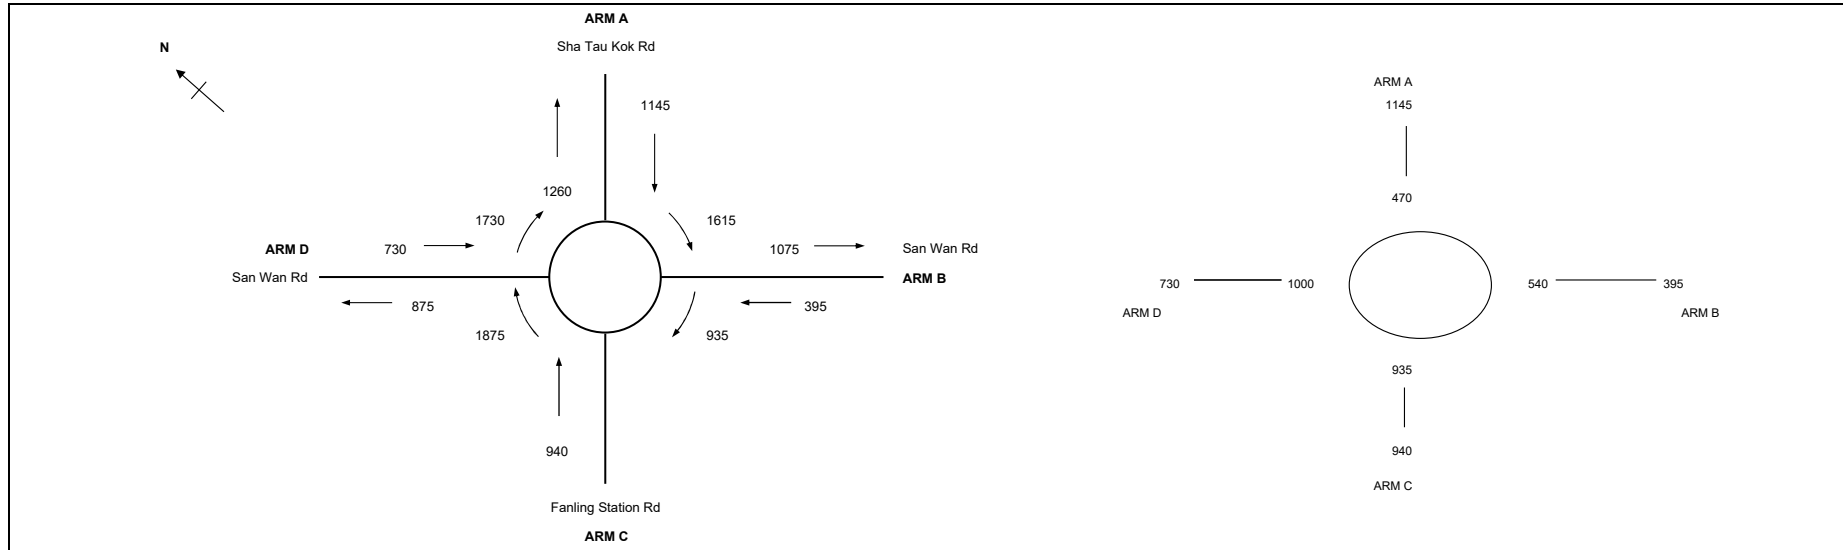 ARM A
N
Sha Tau Kok Rd
1145
1260
1730
1615
ARM D
730
1075
San Wan Rd
San Wan Rd
ARM B
875
395
1875
935
940
Fanling Station Rd
ARM C
ARM A
1145
470
730
1000
540
395
ARM D
ARM B
935
940
ARM C